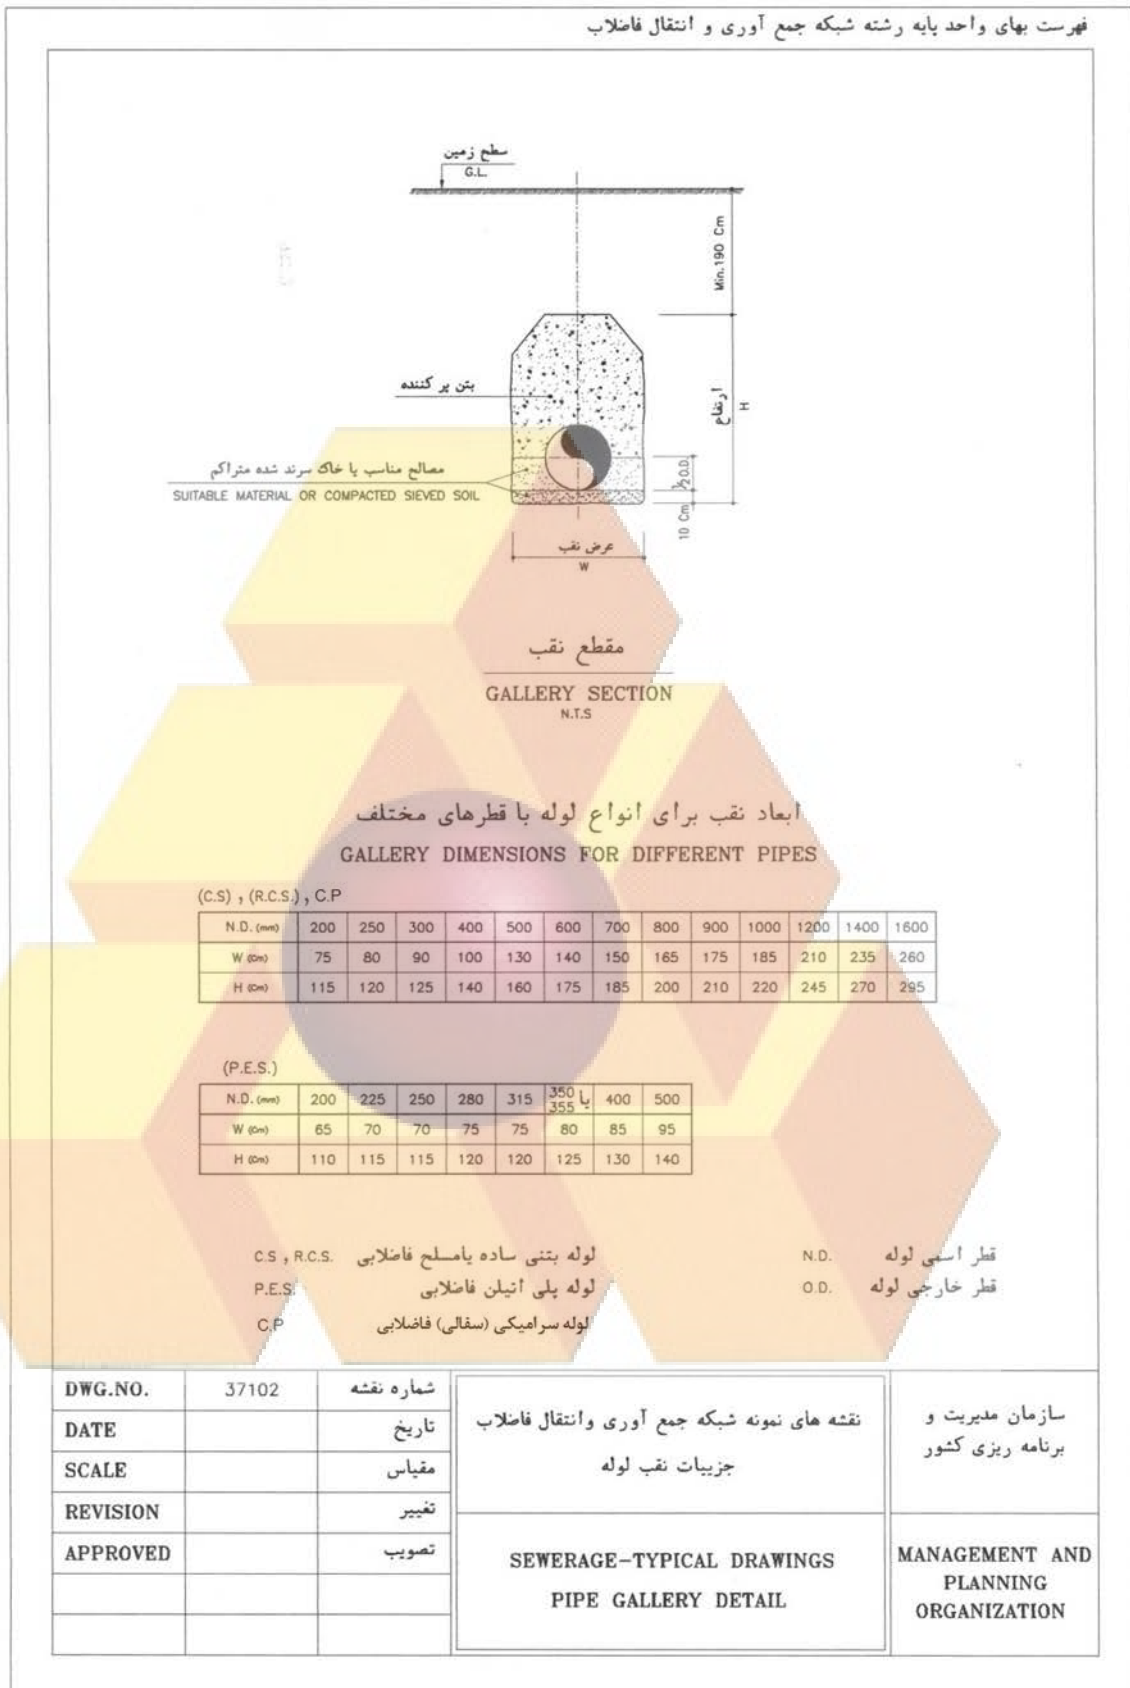 فهرست بهای واحد پایه رشته شبکه جمع آوری و انتقال فاضلاب
سطح زمین
G.L.
Min.190 Cm
بتن پر کننده
ارتفاع
H
مصالح مناسب یا خاک سرند شده متراکم
SUITABLE MATERIAL OR COMPACTED SIEVED SOIL
½ O.D.
10 Cm
عرض نقب
W
مقطع نقب
GALLERY SECTION
N.T.S
ابعاد نقب برای انواع لوله با قطرهای مختلف
GALLERY DIMENSIONS FOR DIFFERENT PIPES
(C.S) , (R.C.S.) , C.P
N.D. (mm) 200 250 300 400 500 600 700 800 900 1000 1200 1400 1600
W (Cm) 75 80 90 100 130 140 150 165 175 185 210 235 260
H (Cm) 115 120 125 140 160 175 185 200 210 220 245 270 295
(P.E.S.)
N.D. (mm) 200 225 250 280 315 350 یا 355 400 500
W (Cm) 65 70 70 75 75 80 85 95
H (Cm) 110 115 115 120 120 125 130 140
قطر اسمی لوله N.D.
لوله بتنی ساده یا مسلح فاضلابی C.S , R.C.S.
قطر خارجی لوله O.D.
لوله پلی اتیلن فاضلابی P.E.S.
لوله سرامیکی (سفالی) فاضلابی C.P
DWG.NO. 37102 شماره نقشه
DATE تاریخ
SCALE مقیاس
REVISION تغییر
APPROVED تصویب
نقشه های نمونه شبکه جمع آوری وانتقال فاضلاب
جزییات نقب لوله
SEWERAGE-TYPICAL DRAWINGS
PIPE GALLERY DETAIL
سازمان مدیریت و
برنامه ریزی کشور
MANAGEMENT AND
PLANNING
ORGANIZATION